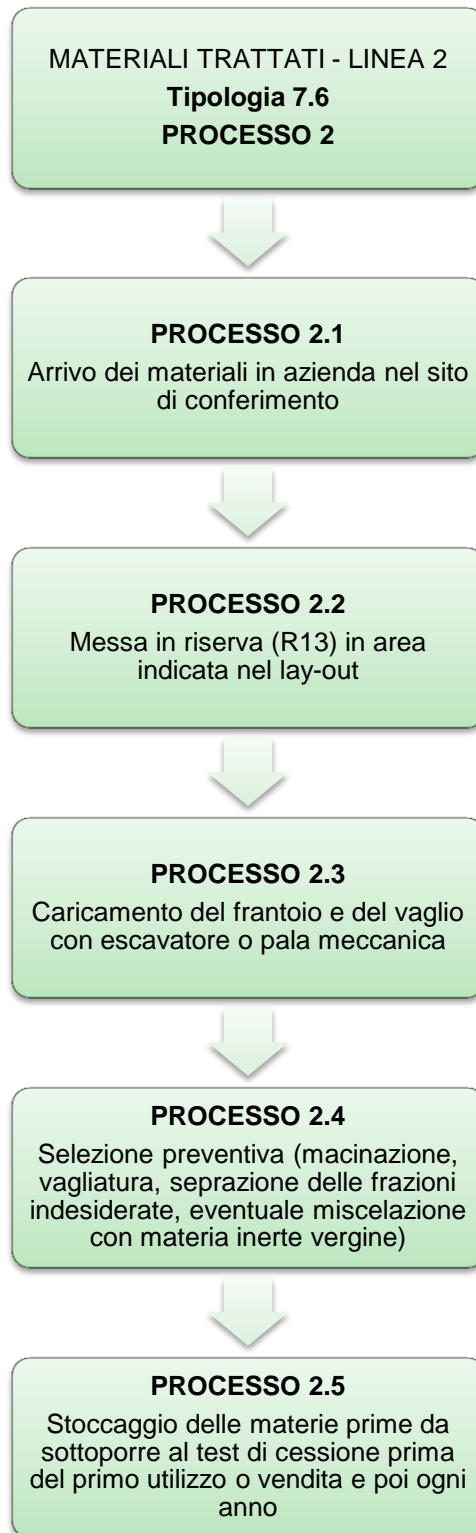 MATERIALI TRATTATI - LINEA 2
Tipologia 7.6
PROCESSO 2
PROCESSO 2.1
Arrivo dei materiali in azienda nel sito
di conferimento
PROCESSO 2.2
Messa in riserva (R13) in area
indicata nel lay-out
PROCESSO 2.3
Caricamento del frantoio e del vaglio
con escavatore o pala meccanica
PROCESSO 2.4
Selezione preventiva (macinazione,
vagliatura, seprazione delle frazioni
indesiderate, eventuale miscelazione
con materia inerte vergine)
PROCESSO 2.5
Stoccaggio delle materie prime da
sottoporre al test di cessione prima
del primo utilizzo o vendita e poi ogni
anno